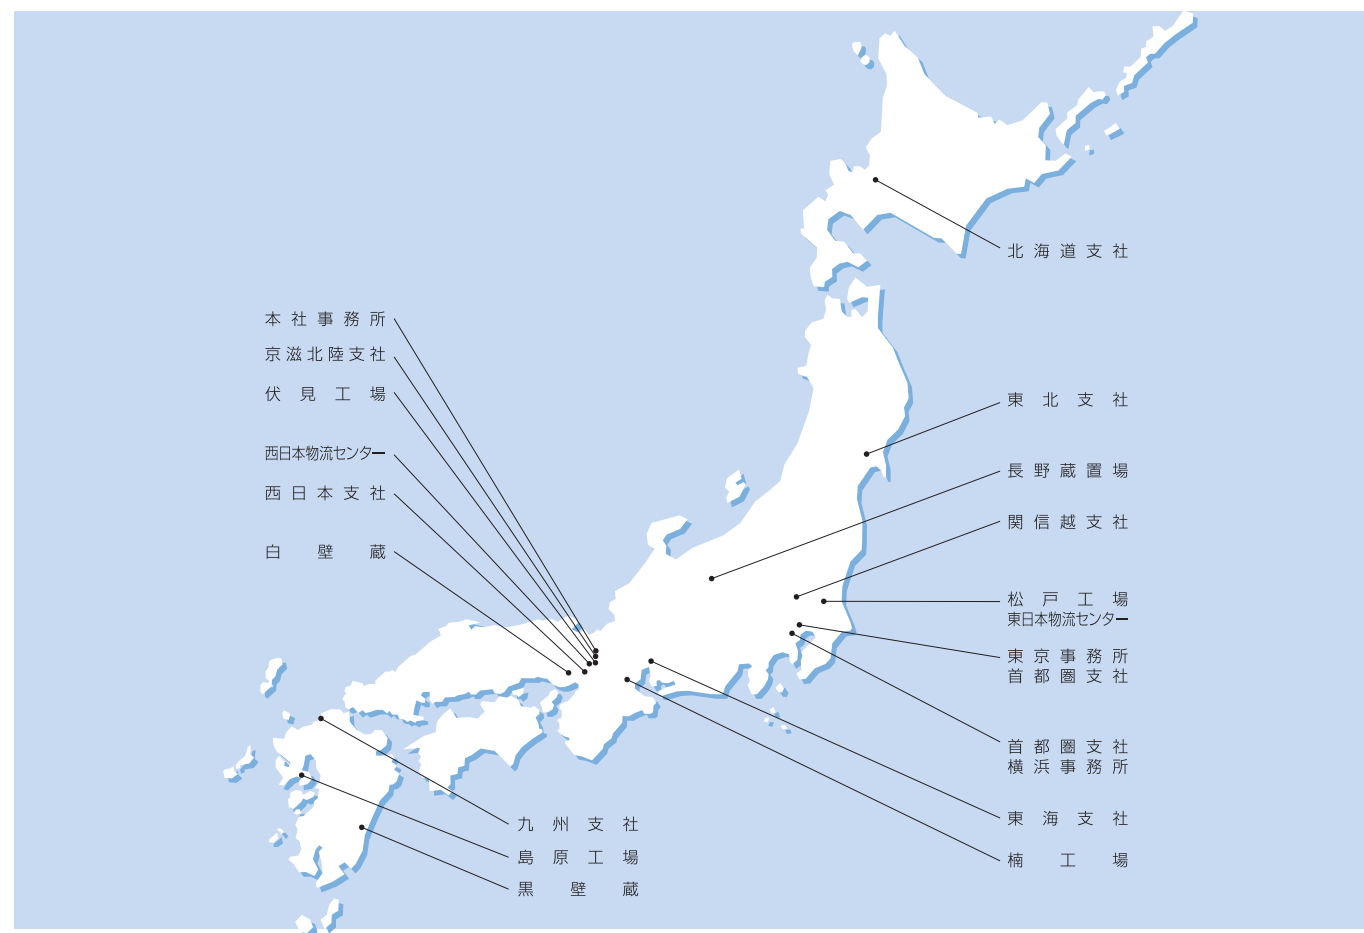 北海道支社
本社事務所
京滋北陸支社
伏見工場
西日本物流センター
西日本支社
白壁蔵
東北支社
長野蔵置場
関信越支社
松戸工場
東日本物流センター
東京事務所
首都圏支社
首都圏支社
横浜事務所
東海支社
楠工場
九州支社
島原工場
黒壁蔵